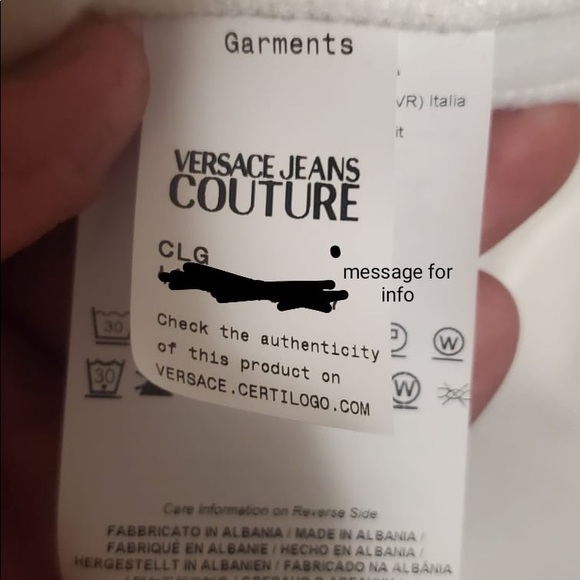 Garments
VR) Italia
it
VERSACE JEANS
COUTURE
CLG
message for
info
30
Check the authenticity
of this product on
VERSACE.CERTILOGO.COM
W
30
W
Care Information on Reverse Side
FABBRICATO IN ALBANIA / MADE IN ALBANIA /
FABRIQUÉ EN ALBANIE / HECHO EN ALBANIA /
HERGESTELLT IN ALBANIEN / FABRICADO NA ALBÂNIA